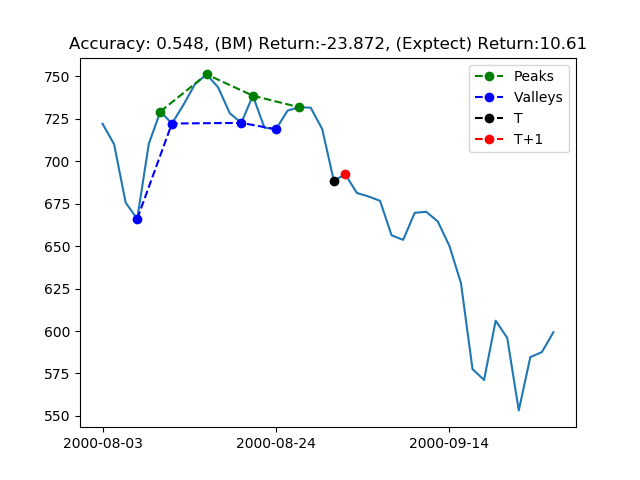 Accuracy: 0.548, (BM) Return:-23.872, (Exptect) Return:10.61
750
725
700
675
650
625
600
575
550
2000-08-03
2000-08-24
2000-09-14
Peaks
Valleys
T
T+1